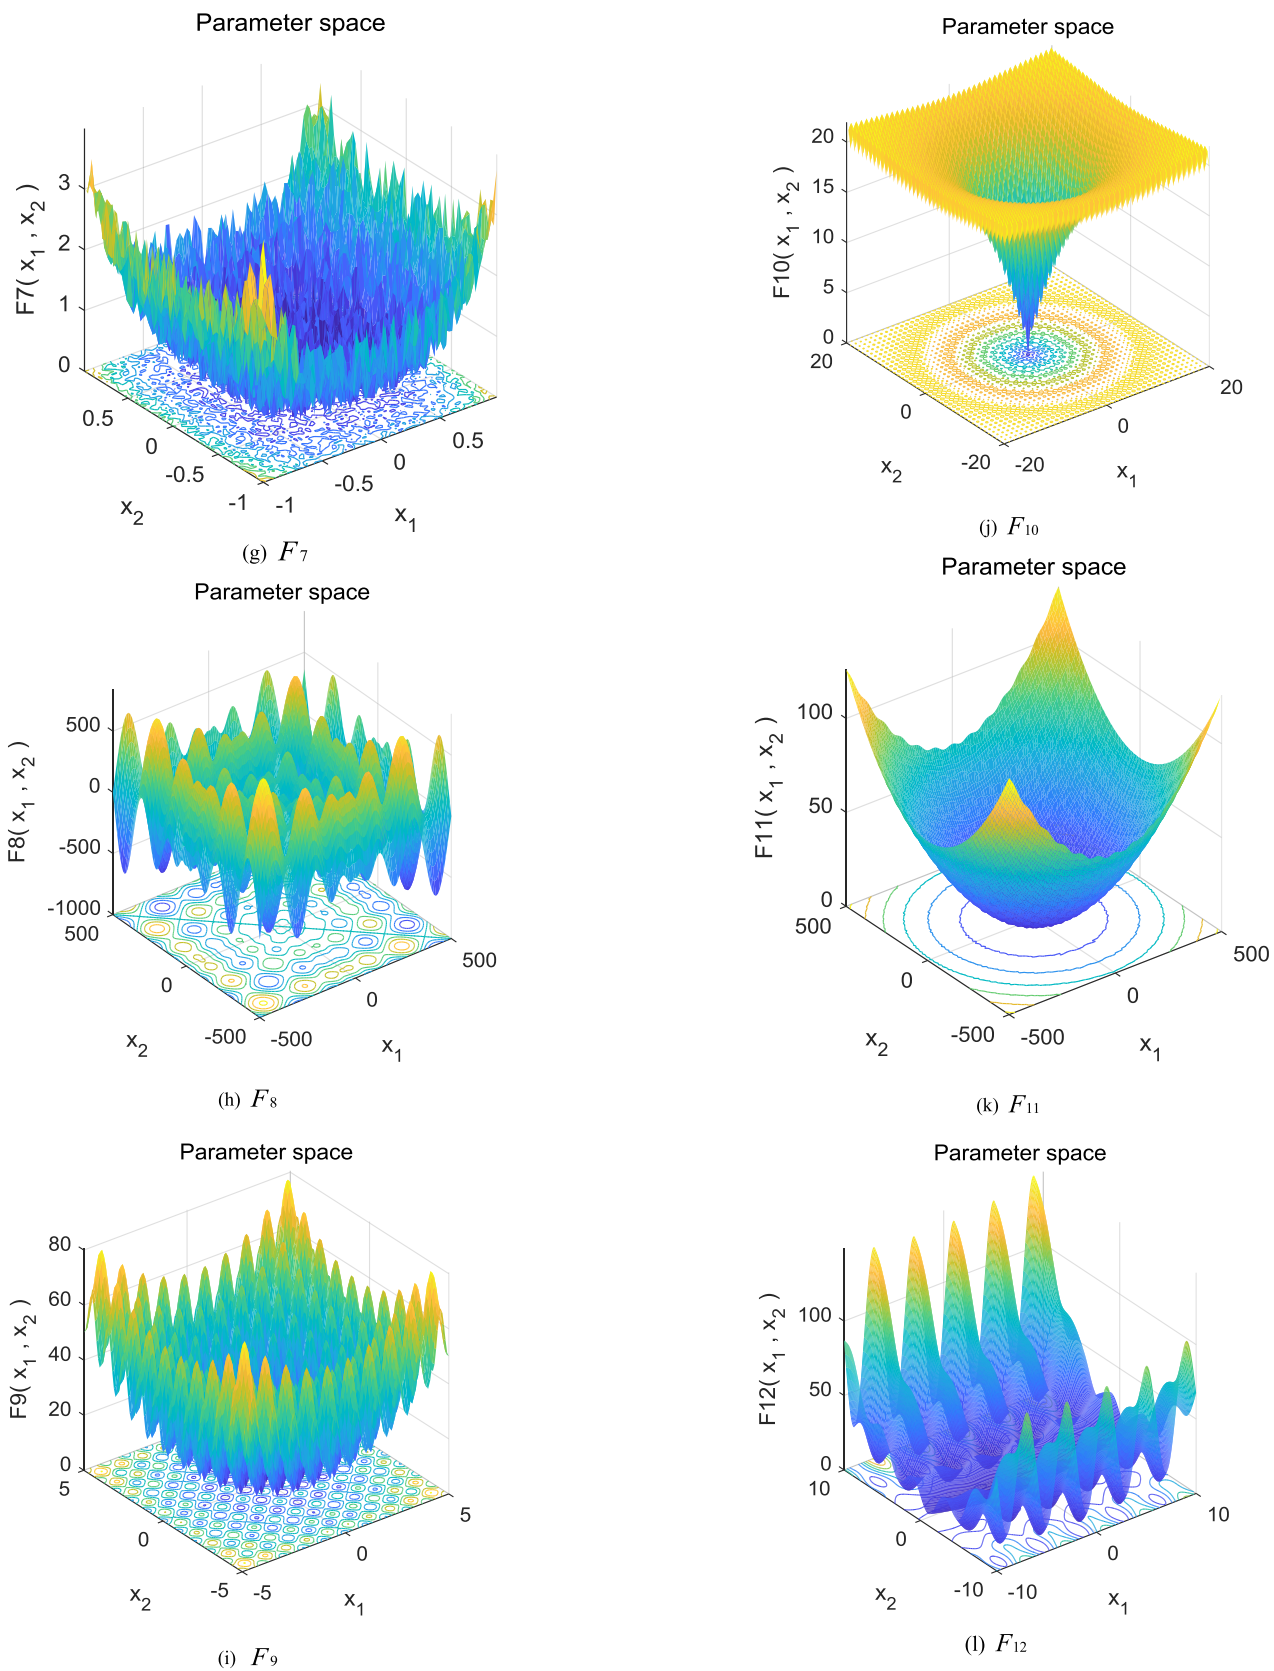 Parameter space
F7( x1 , x2 )
3
2
1
0
0.5
0
-0.5
-1
-1
-0.5
0
0.5
x2
x1
(g) F7
Parameter space
F10( x1 , x2 )
20
15
10
5
0
20
0
-20
-20
0
20
x2
x1
(j) F10
Parameter space
F8( x1 , x2 )
500
0
-500
-1000
500
0
-500
-500
0
500
x2
x1
(h) F8
Parameter space
F11( x1 , x2 )
100
50
0
500
0
-500
-500
0
500
x2
x1
(k) F11
Parameter space
F9( x1 , x2 )
80
60
40
20
0
5
0
-5
-5
0
5
x2
x1
(i) F9
Parameter space
F12( x1 , x2 )
100
50
0
10
0
-10
-10
0
10
x2
x1
(l) F12